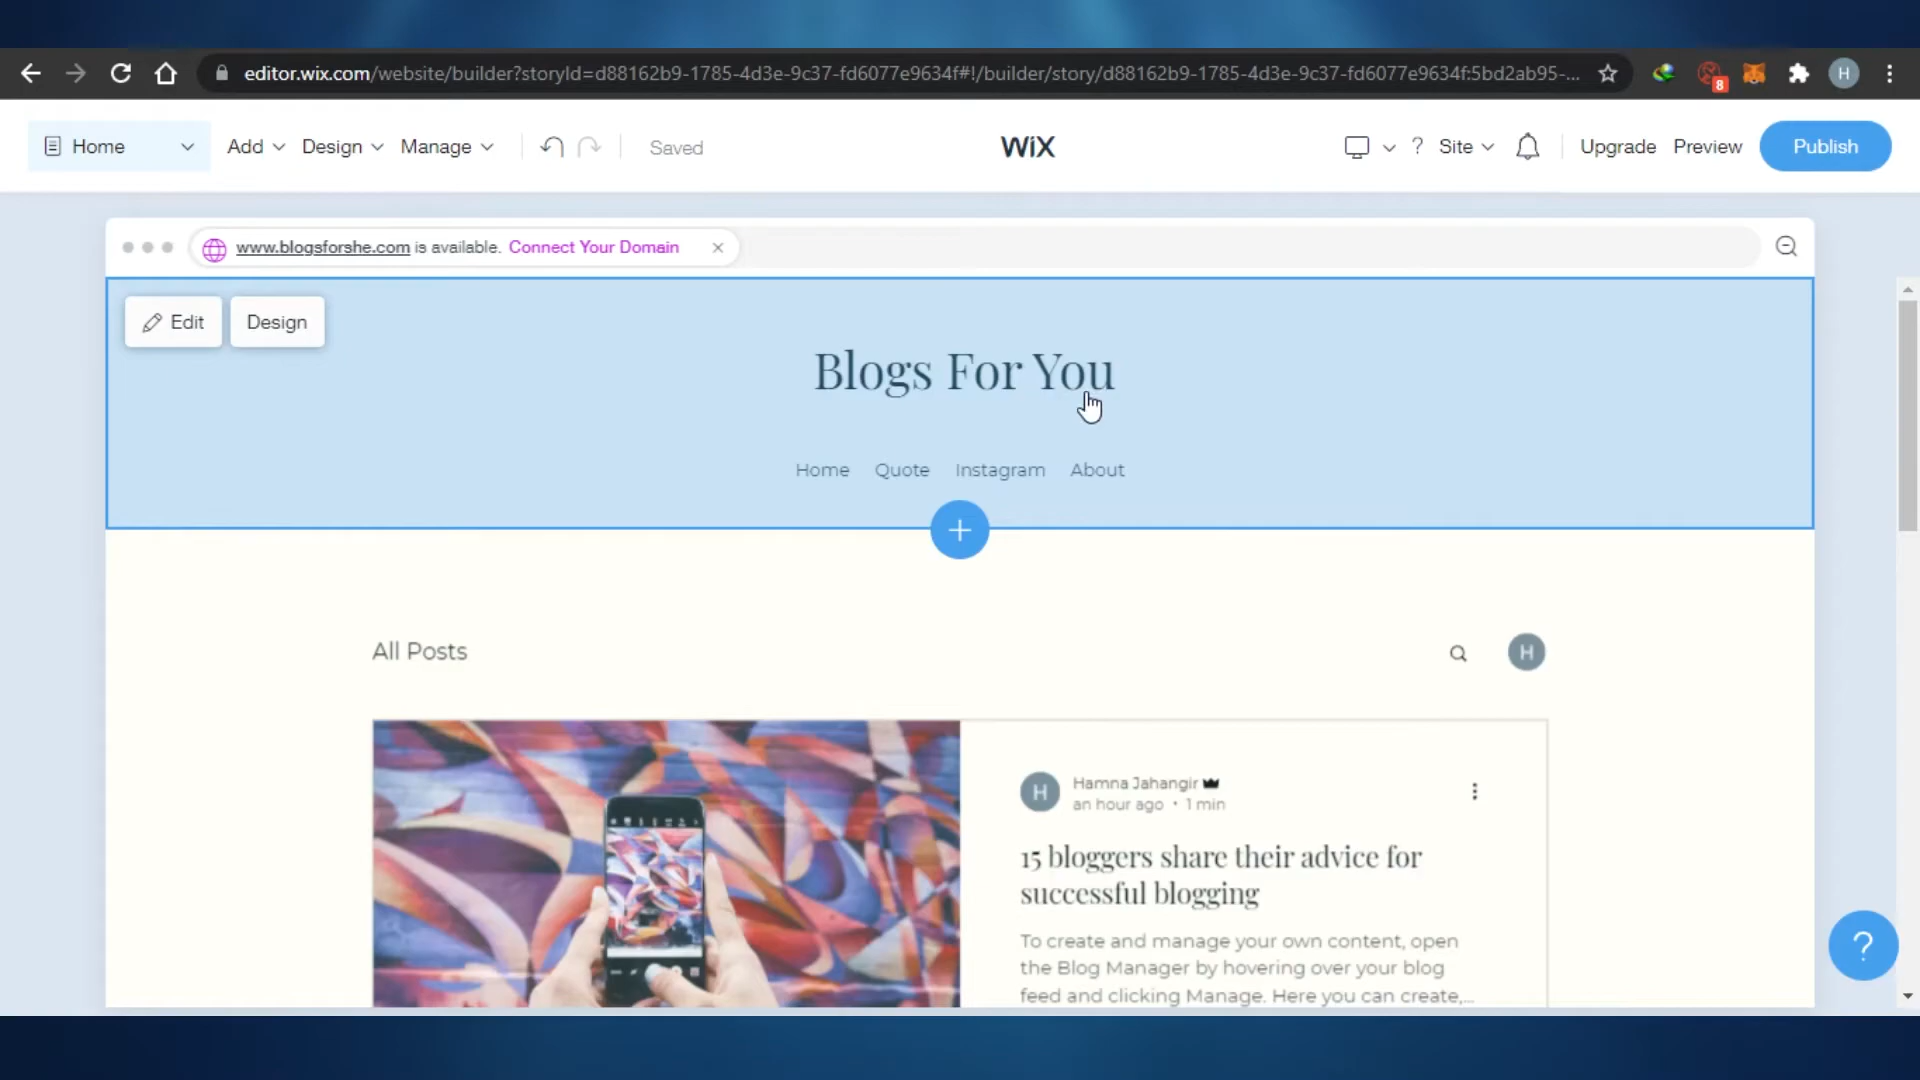 editor.wix.com/website/builder?storyId=d88162b9-1785-4d3e-9c37-fd6077e9634f#!/builder/story/d88162b9-1785-4d3e-9c37-fd6077e9634f:5bd2ab95-...
8
H
Home Add Design Manage Saved WiX ? Site Upgrade Preview Publish
www.blogsforshe.com is available. Connect Your Domain
Edit Design
Blogs For You
Home Quote Instagram About
All Posts
H
H
Hamna Jahangir
an hour ago · 1 min
15 bloggers share their advice for
successful blogging
To create and manage your own content, open
the Blog Manager by hovering over your blog
feed and clicking Manage. Here you can create,...
?